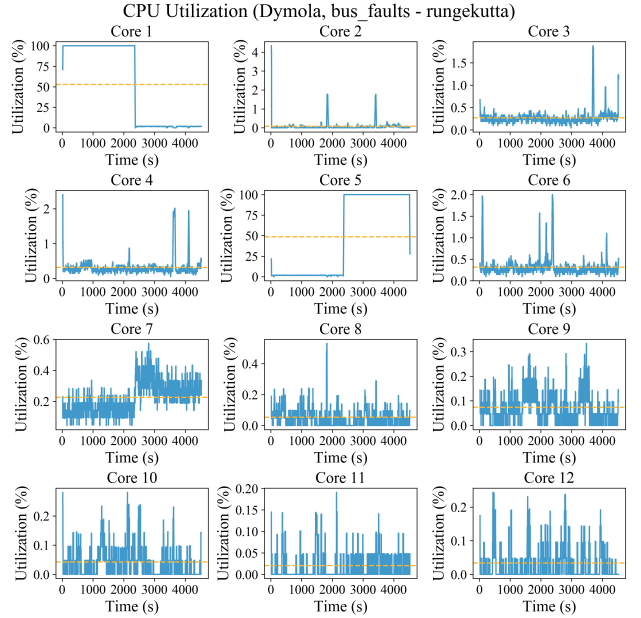 CPU Utilization (Dymola, bus_faults - rungekutta)
Core 1 Core 2 Core 3
Utilization (%) 100 75 50 25 0
Utilization (%) 4 3 2 1 0
Utilization (%) 1.5 1.0 0.5 0.0
0 1000 2000 3000 4000 0 1000 2000 3000 4000 0 1000 2000 3000 4000
Time (s) Time (s) Time (s)
Core 4 Core 5 Core 6
Utilization (%) 2 1 0
Utilization (%) 100 75 50 25 0
Utilization (%) 2.0 1.5 1.0 0.5 0.0
0 1000 2000 3000 4000 0 1000 2000 3000 4000 0 1000 2000 3000 4000
Time (s) Time (s) Time (s)
Core 7 Core 8 Core 9
Utilization (%) 0.6 0.4 0.2
Utilization (%) 0.4 0.2 0.0
Utilization (%) 0.3 0.2 0.1 0.0
0 1000 2000 3000 4000 0 1000 2000 3000 4000 0 1000 2000 3000 4000
Time (s) Time (s) Time (s)
Core 10 Core 11 Core 12
Utilization (%) 0.2 0.1 0.0
Utilization (%) 0.20 0.15 0.10 0.05 0.00
Utilization (%) 0.2 0.1 0.0
0 1000 2000 3000 4000 0 1000 2000 3000 4000 0 1000 2000 3000 4000
Time (s) Time (s) Time (s)